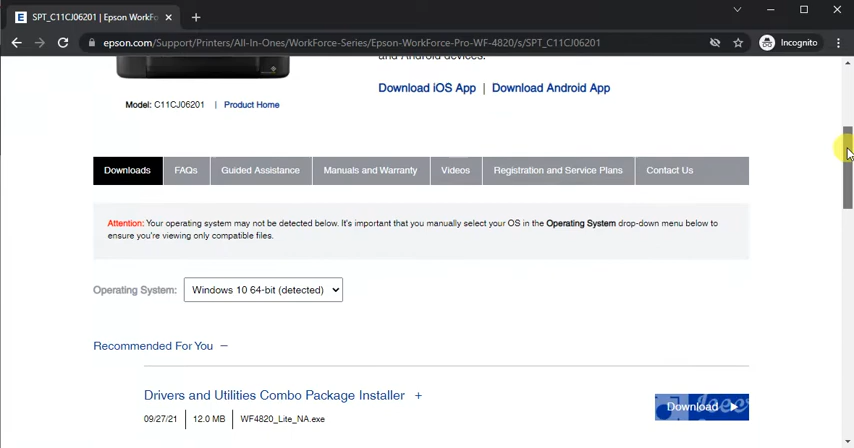 SPT_C11CJ06201 | Epson WorkFo
epson.com/Support/Printers/All-In-Ones/WorkForce-Series/Epson-WorkForce-Pro-WF-4820/s/SPT_C11CJ06201
Incognito
and Android devices.
Download iOS App | Download Android App
Model: C11CJ06201 | Product Home
Downloads FAQs Guided Assistance Manuals and Warranty Videos Registration and Service Plans Contact Us
Attention: Your operating system may not be detected below. It's important that you manually select your OS in the Operating System drop-down menu below to
ensure you're viewing only compatible files.
Operating System: Windows 10 64-bit (detected)
Recommended For You −
Drivers and Utilities Combo Package Installer +
Download
09/27/21 12.0 MB WF4820_Lite_NA.exe